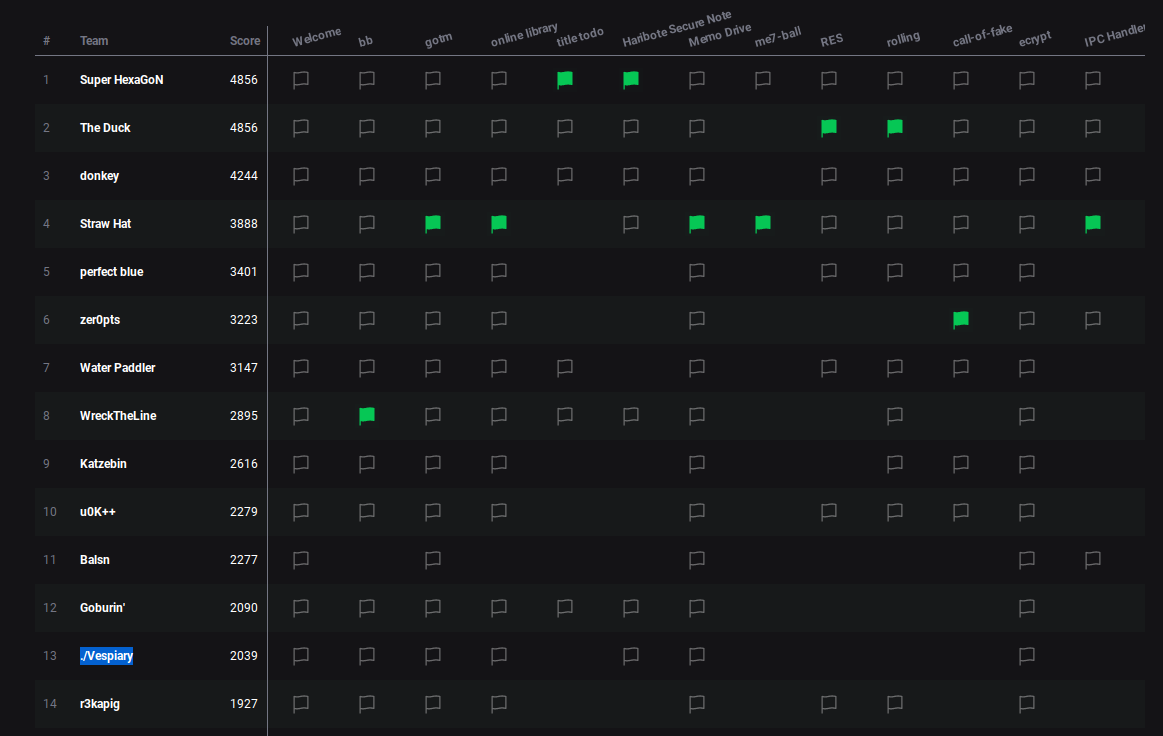 # Team Score Welcome bb gotm online library title todo Haribote Secure Note Memo Drive me7-ball RES rolling call-of-fake ecrypt IPC Handler
1 Super HexaGoN 4856
2 The Duck 4856
3 donkey 4244
4 Straw Hat 3888
5 perfect blue 3401
6 zer0pts 3223
7 Water Paddler 3147
8 WreckTheLine 2895
9 Katzebin 2616
10 u0K++ 2279
11 Balsn 2277
12 Goburin' 2090
13 ./Vespiary 2039
14 r3kapig 1927